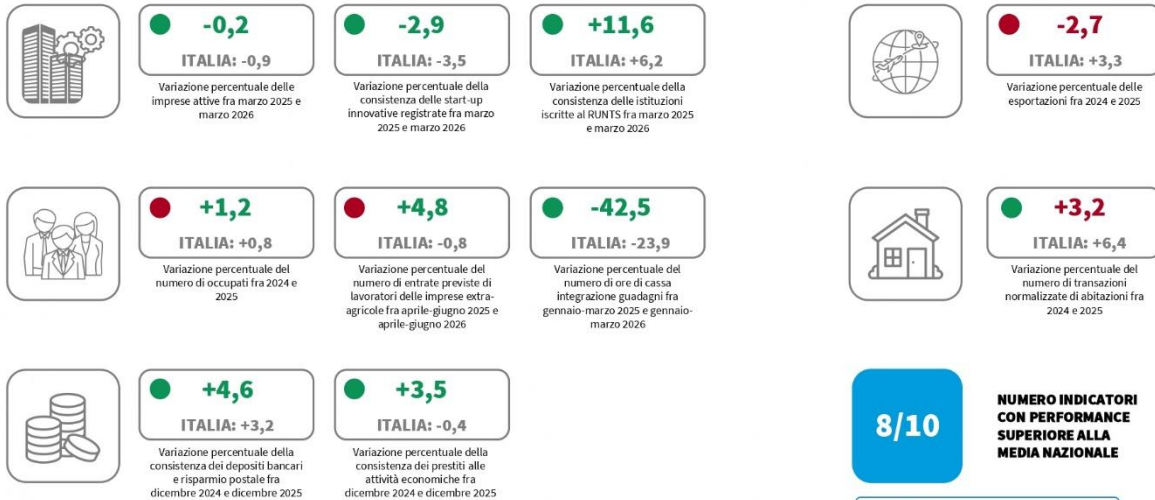 -0,2
ITALIA: -0,9
Variazione percentuale delle
imprese attive fra marzo 2025 e
marzo 2026
-2,9
ITALIA: -3,5
Variazione percentuale della
consistenza delle start-up
innovative registrate fra marzo
2025 e marzo 2026
+11,6
ITALIA: +6,2
Variazione percentuale della
consistenza delle istituzioni
iscritte al RUNTS fra marzo 2025
e marzo 2026
-2,7
ITALIA: +3,3
Variazione percentuale delle
esportazioni fra 2024 e 2025
+1,2
ITALIA: +0,8
Variazione percentuale del
numero di occupati fra 2024 e
2025
+4,8
ITALIA: -0,8
Variazione percentuale del
numero di entrate previste di
lavoratori delle imprese extra-
agricole fra aprile-giugno 2025 e
aprile-giugno 2026
-42,5
ITALIA: -23,9
Variazione percentuale del
numero di ore di cassa
integrazione guadagni fra
gennaio-marzo 2025 e gennaio-
marzo 2026
+3,2
ITALIA: +6,4
Variazione percentuale del
numero di transazioni
normalizzate di abitazioni fra
2024 e 2025
+4,6
ITALIA: +3,2
Variazione percentuale della
consistenza dei depositi bancari
e risparmio postale fra
dicembre 2024 e dicembre 2025
+3,5
ITALIA: -0,4
Variazione percentuale della
consistenza dei prestiti alle
attività economiche fra
dicembre 2024 e dicembre 2025
8/10
NUMERO INDICATORI
CON PERFORMANCE
SUPERIORE ALLA
MEDIA NAZIONALE